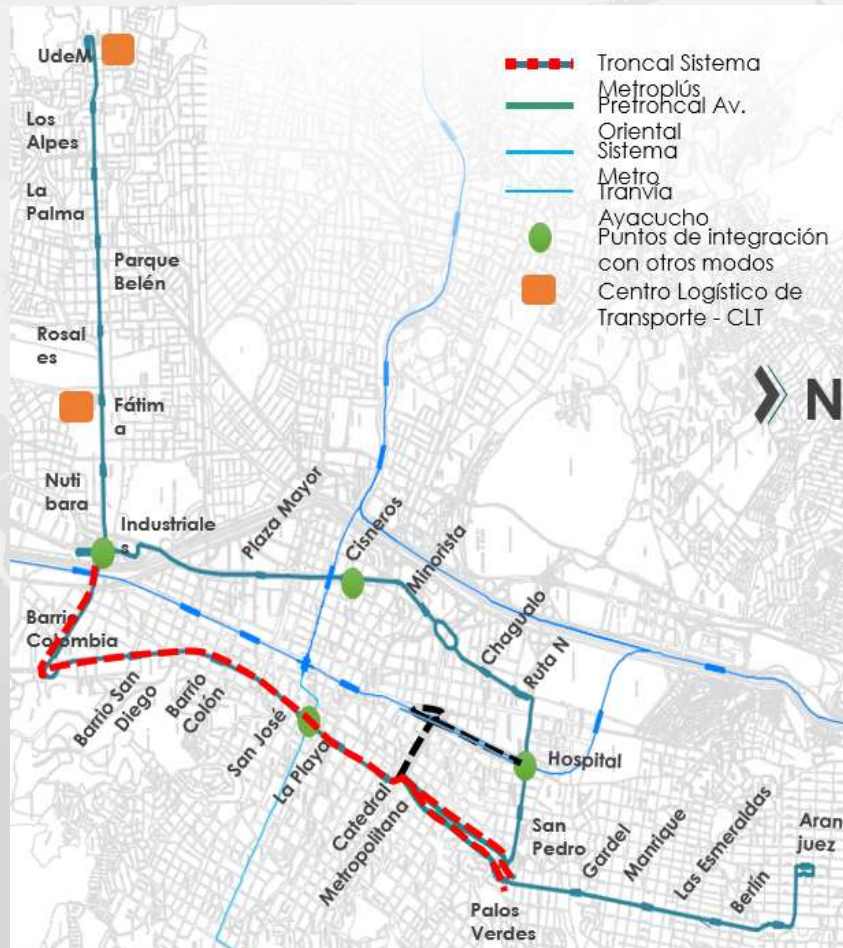 UdeM
Los
Alpes
La
Palma
Parque
Belén
Rosal
es
Fátim
a
Nuti
bara
Industriale
s
Plaza Mayor
Cisneros
Minorista
Chagualo
Ruta N
Hospital
Barrio
Colombia
Barrio San
Diego
Barrio
Colón
San José
La Playa
Catedral
Metropolitana
San
Pedro
Palos
Verdes
Gardel
Manrique
Las Esmeraldas
Berlín
Aran
juez
Troncal Sistema
Metroplús
Pretroncal Av.
Oriental
Sistema
Metro
Tranvía
Ayacucho
Puntos de integración
con otros modos
Centro Logístico de
Transporte - CLT
N